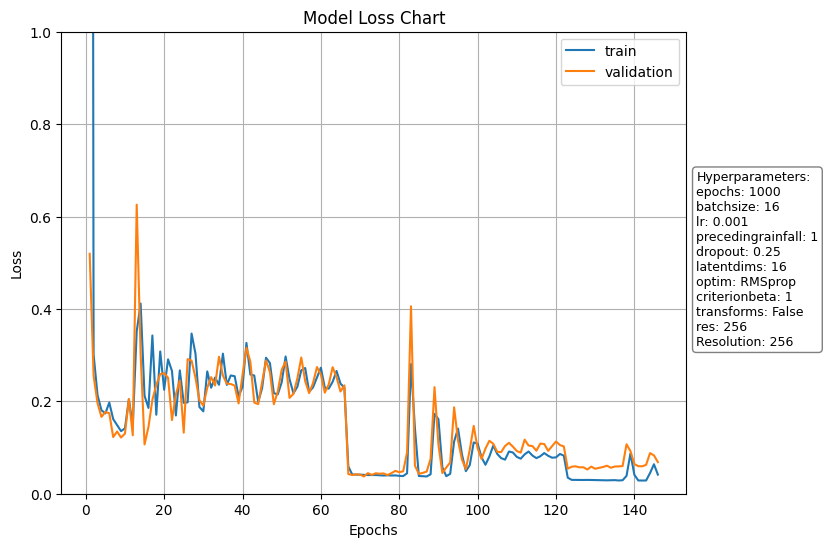 Model Loss Chart
1.0
0.8
0.6
0.4
0.2
0.0
Loss
0
20
40
60
80
100
120
140
Epochs
train
validation
Hyperparameters:
epochs: 1000
batchsize: 16
lr: 0.001
precedingrainfall: 1
dropout: 0.25
latentdims: 16
optim: RMSprop
criterionbeta: 1
transforms: False
res: 256
Resolution: 256